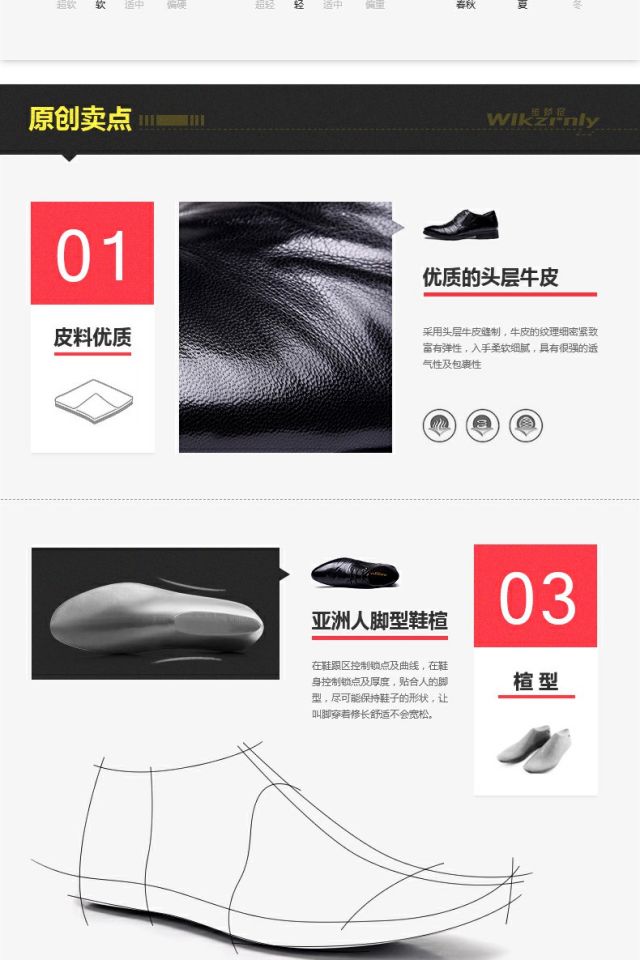 超软 软 适中 偏硬 超轻 轻 适中 偏重 春秋 夏 冬
原创卖点
Wikzrnly
01
皮料优质
优质的头层牛皮
采用头层牛皮缝制，牛皮的纹理细密紧致
富有弹性，入手柔软细腻，具有很强的透
气性及包裹性
亚洲人脚型鞋楦
在鞋跟区控制锁点及曲线，在鞋
身控制锁点及厚度，贴合人的脚
型，尽可能保持鞋子的形状，让
叫脚穿着修长舒适不会宽松。
03
楦 型